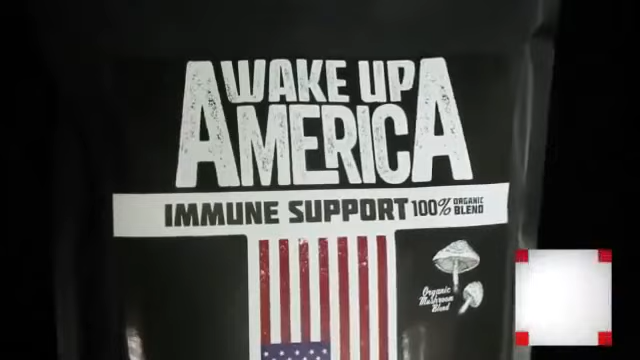 AWAKE UP
AMERICA
IMMUNE SUPPORT 100% ORGANIC BLEND
Organic
Mushroom
Blend